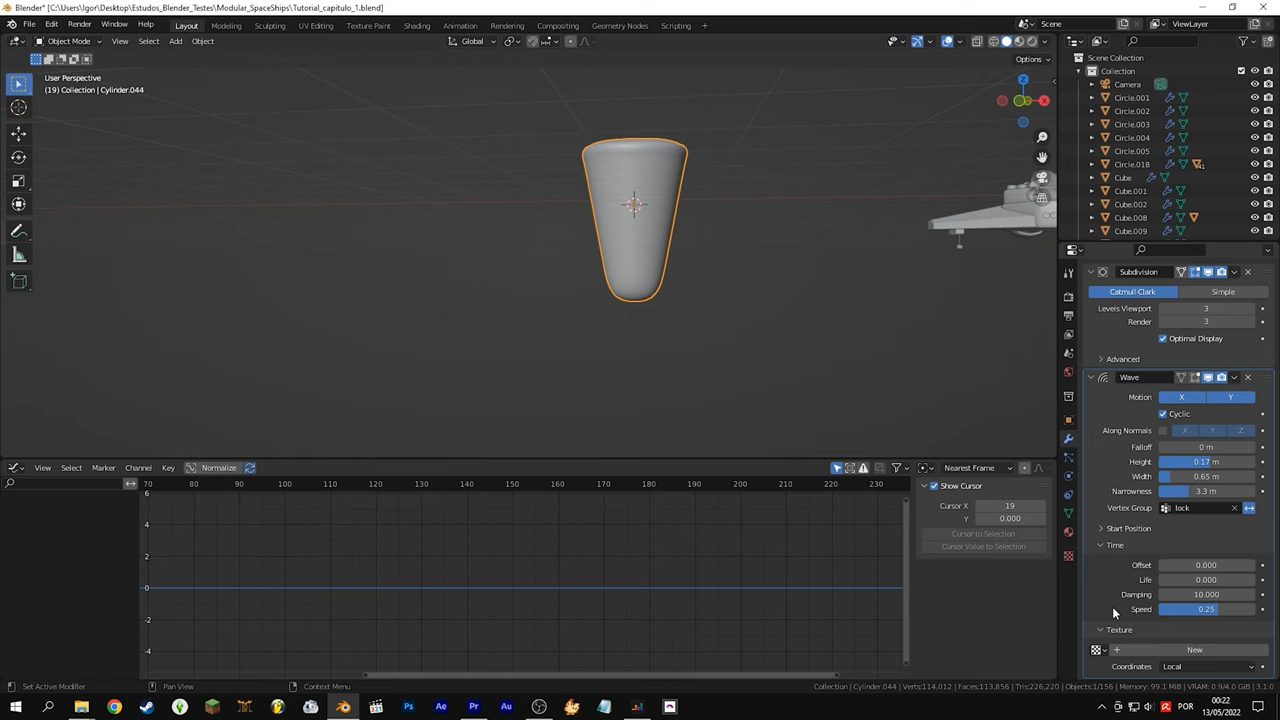 Blender* [C:\Users\Igor\Desktop\Estudos_Blender_Testes\Modular_SpaceShips\Tutorial_capitulo_1.blend]
File Edit Render Window Help Layout Modeling Sculpting UV Editing Texture Paint Shading Animation Rendering Compositing Geometry Nodes Scripting + Scene ViewLayer
Object Mode View Select Add Object Global
Options
User Perspective
(19) Collection | Cylinder.044
Z
X
Scene Collection
Collection
Camera
Circle.001
Circle.002
Circle.003
Circle.004
Circle.005
Circle.018
Cube
Cube.001
Cube.002
Cube.008
Cube.009
Subdivision
Catmull-Clark Simple
Levels Viewport 3
Render 3
Optimal Display
Advanced
Wave
Motion X Y
Cyclic
Along Normals X Y Z
Falloff 0 m
Height 0.17 m
Width 0.65 m
Narrowness 3.3 m
Vertex Group lock
Start Position
Time
Offset 0.000
Life 0.000
Damping 10.000
Speed 0.25
Texture
New
Coordinates Local
View Select Marker Channel Key Normalize Nearest Frame
70 80 90 100 110 120 130 140 150 160 170 180 190 200 210 220 230
6
4
2
0
-2
-4
Show Cursor
Cursor X 19
Y 0.000
Cursor to Selection
Cursor Value to Selection
Set Active Modifier Pan View Context Menu Collection | Cylinder.044 | Verts:114,012 | Faces:113,856 | Tris:226,220 | Objects:1/156 | Memory: 99.1 MiB | VRAM: 0.9/4.0 GiB | 3.1.0
POR
00:22
13/05/2022